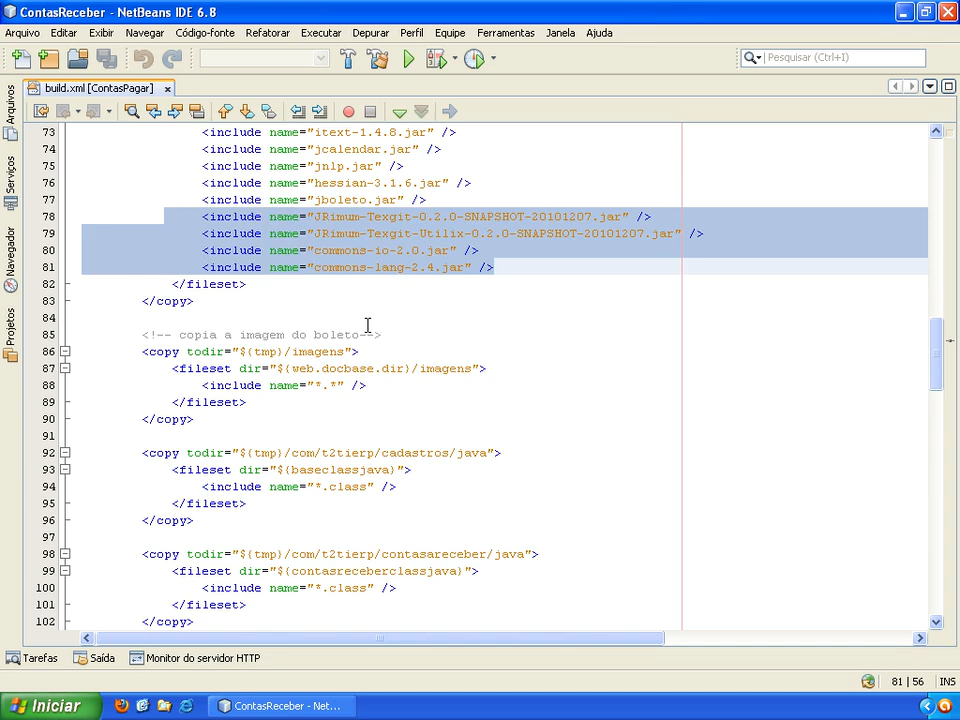 ContasReceber - NetBeans IDE 6.8
Arquivo Editar Exibir Navegar Código-fonte Refatorar Executar Depurar Perfil Equipe Ferramentas Janela Ajuda
Pesquisar (Ctrl+I)
build.xml [ContasPagar]
Arquivos
Serviços
Navegador
Projetos
73 <include name="itext-1.4.8.jar" />
74 <include name="jcalendar.jar" />
75 <include name="jnlp.jar" />
76 <include name="hessian-3.1.6.jar" />
77 <include name="jboleto.jar" />
78 <include name="JRimum-Texgit-0.2.0-SNAPSHOT-20101207.jar" />
79 <include name="JRimum-Texgit-Utilix-0.2.0-SNAPSHOT-20101207.jar" />
80 <include name="commons-io-2.0.jar" />
81 <include name="commons-lang-2.4.jar" />
82 </fileset>
83 </copy>
84
85 <!-- copia a imagem do boleto-->
86 <copy todir="${tmp}/imagens">
87 <fileset dir="${web.docbase.dir}/imagens">
88 <include name="*.*" />
89 </fileset>
90 </copy>
91
92 <copy todir="${tmp}/com/t2tierp/cadastros/java">
93 <fileset dir="${baseclassjava}">
94 <include name="*.class" />
95 </fileset>
96 </copy>
97
98 <copy todir="${tmp}/com/t2tierp/contasareceber/java">
99 <fileset dir="${contasreceberclassjava}">
100 <include name="*.class" />
101 </fileset>
102 </copy>
Tarefas Saída Monitor do servidor HTTP
81 | 56 INS
Iniciar ContasReceber - Net...